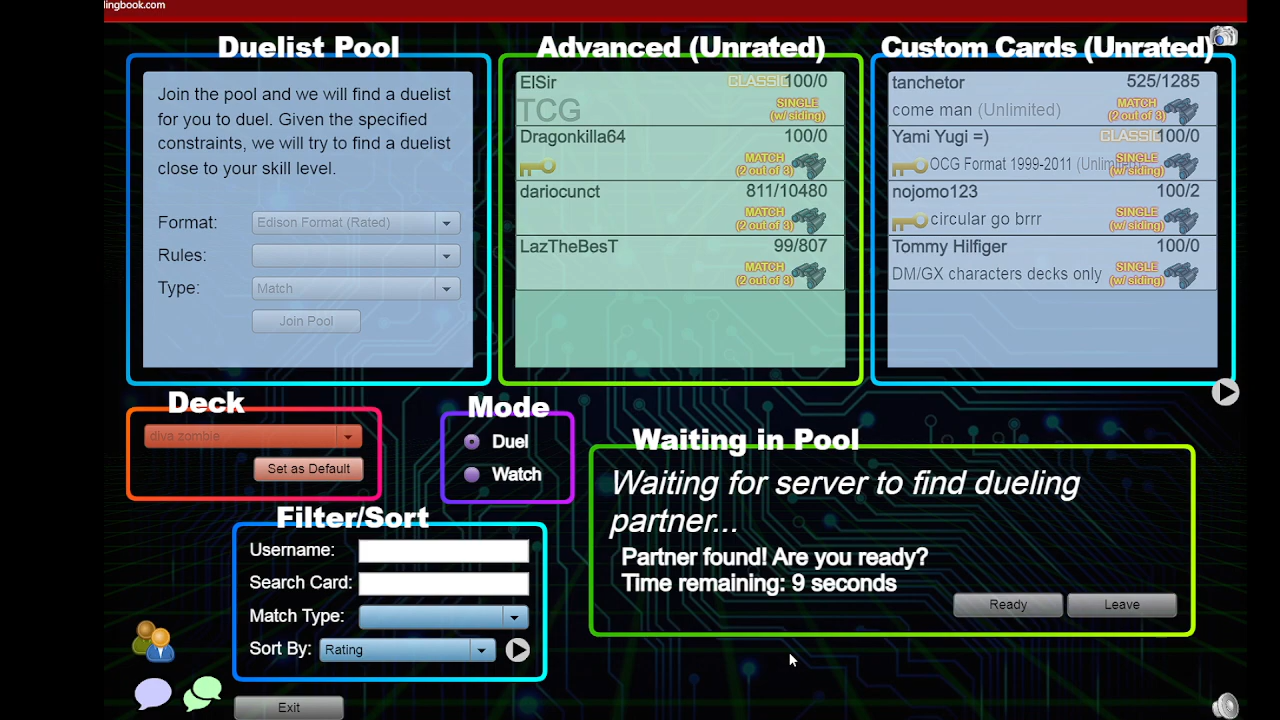 lingbook.com
Duelist Pool
Join the pool and we will find a duelist
for you to duel. Given the specified
constraints, we will try to find a duelist
close to your skill level.
Format: Edison Format (Rated)
Rules:
Type: Match
Join Pool
Advanced (Unrated)
ElSir CLASSIC 100/0
TCG SINGLE
(w/ siding)
Dragonkilla64 100/0
MATCH
(2 out of 3)
dariocunct 811/10480
MATCH
(2 out of 3)
LazTheBesT 99/807
MATCH
(2 out of 3)
Custom Cards (Unrated)
tanchetor 525/1285
come man (Unlimited) MATCH
(2 out of 3)
Yami Yugi =) CLASSIC 100/0
OCG Format 1999-2011 SINGLE
(w/ siding)
nojomo123 100/2
circular go brrr SINGLE
(w/ siding)
Tommy Hilfiger 100/0
DM/GX characters decks only SINGLE
(w/ siding)
Deck
diva zombie
Set as Default
Mode
Duel
Watch
Waiting in Pool
Waiting for server to find dueling
partner...
Partner found! Are you ready?
Time remaining: 9 seconds
Ready Leave
Filter/Sort
Username:
Search Card:
Match Type:
Sort By: Rating
Exit